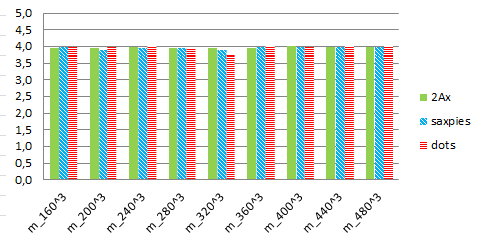 5,0
4,5
4,0
3,5
3,0
2,5
2,0
1,5
1,0
0,5
0,0
m_160^3
m_200^3
m_240^3
m_280^3
m_320^3
m_360^3
m_400^3
m_440^3
m_480^3
2Ax
saxpies
dots